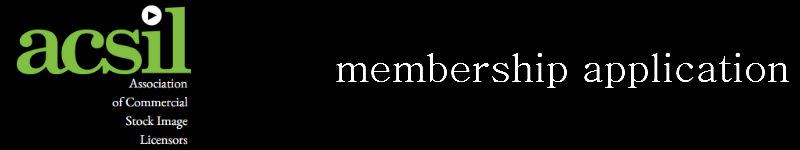 acsil
Association
of Commercial
Stock Image
Licensors
membership application